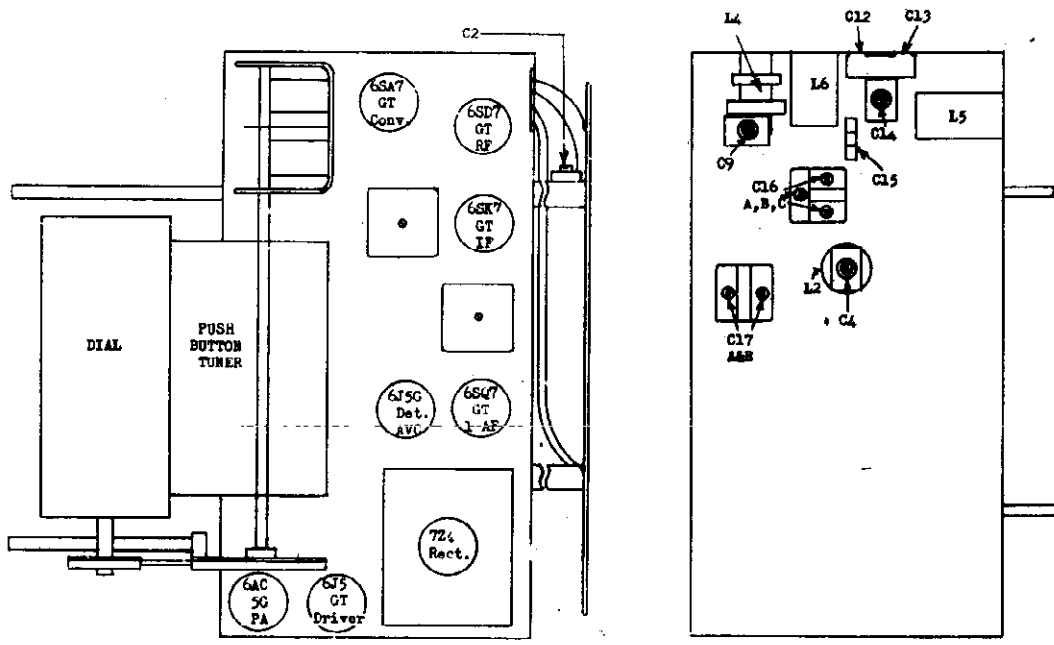 C2
6SA7
GT
Conv.
6SD7
GT
RF
6SK7
GT
IF
DIAL
PUSH
BUTTON
TUNER
6J5G
Det.
AVC
6SQ7
GT
1 AF
7Z4
Rect.
6AC
5G
PA
6J5
GT
Driver
L4
C12
C13
L6
L5
C9
C14
C15
C16
A,B,C
L2
C4
C17
A&B